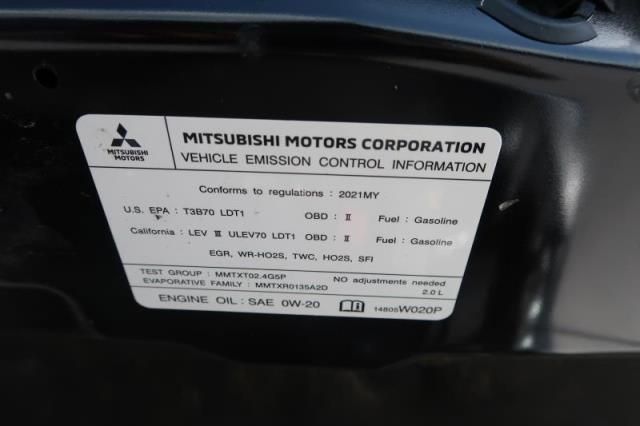 MITSUBISHI MOTORS
MITSUBISHI MOTORS CORPORATION
VEHICLE EMISSION CONTROL INFORMATION
Conforms to regulations : 2021MY
U.S. EPA : T3B70 LDT1 OBD : II Fuel : Gasoline
California : LEV III ULEV70 LDT1 OBD : II Fuel : Gasoline
EGR, WR-HO2S, TWC, HO2S, SFI
TEST GROUP : MMTXT02.4G5P NO adjustments needed
EVAPORATIVE FAMILY : MMTXR0135A2D 2.0 L
ENGINE OIL : SAE 0W-20 14805W020P